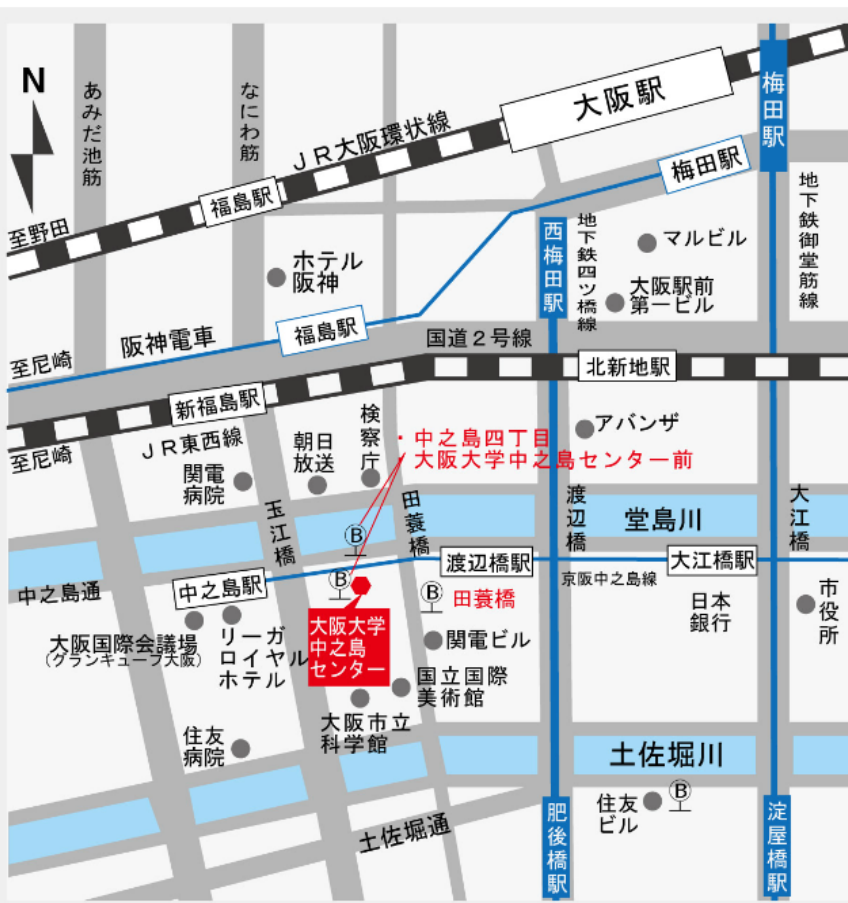 N
あみだ池筋
なにわ筋
JR大阪環状線
大阪駅
梅田駅
梅田駅
福島駅
至野田
地下鉄御堂筋線
西梅田駅
地下鉄四ツ橋線
マルビル
ホテル
阪神
大阪駅前
第一ビル
福島駅
阪神電車
国道2号線
至尼崎
北新地駅
新福島駅
JR東西線
至尼崎
関電
病院
朝日
放送
検察庁
・中之島四丁目
大阪大学中之島センター前
アバンザ
玉江橋
田蓑橋
渡辺橋
堂島川
大江橋
B
B
B
中之島通
中之島駅
渡辺橋駅
大江橋駅
京阪中之島線
田蓑橋
日本
銀行
市役所
大阪国際会議場
(グランキューブ大阪)
リーガ
ロイヤル
ホテル
大阪大学
中之島
センター
関電ビル
国立国際
美術館
大阪市立
科学館
住友
病院
土佐堀川
土佐堀通
肥後橋駅
住友
ビル
B
淀屋橋駅